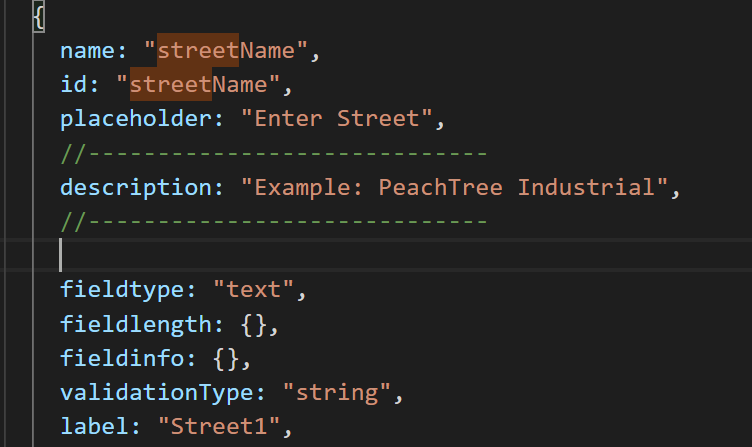 {
name: "streetName",
id: "streetName",
placeholder: "Enter Street",
//-----------------------------
description: "Example: PeachTree Industrial",
//-----------------------------
fieldtype: "text",
fieldlength: {},
fieldinfo: {},
validationType: "string",
label: "Street1",